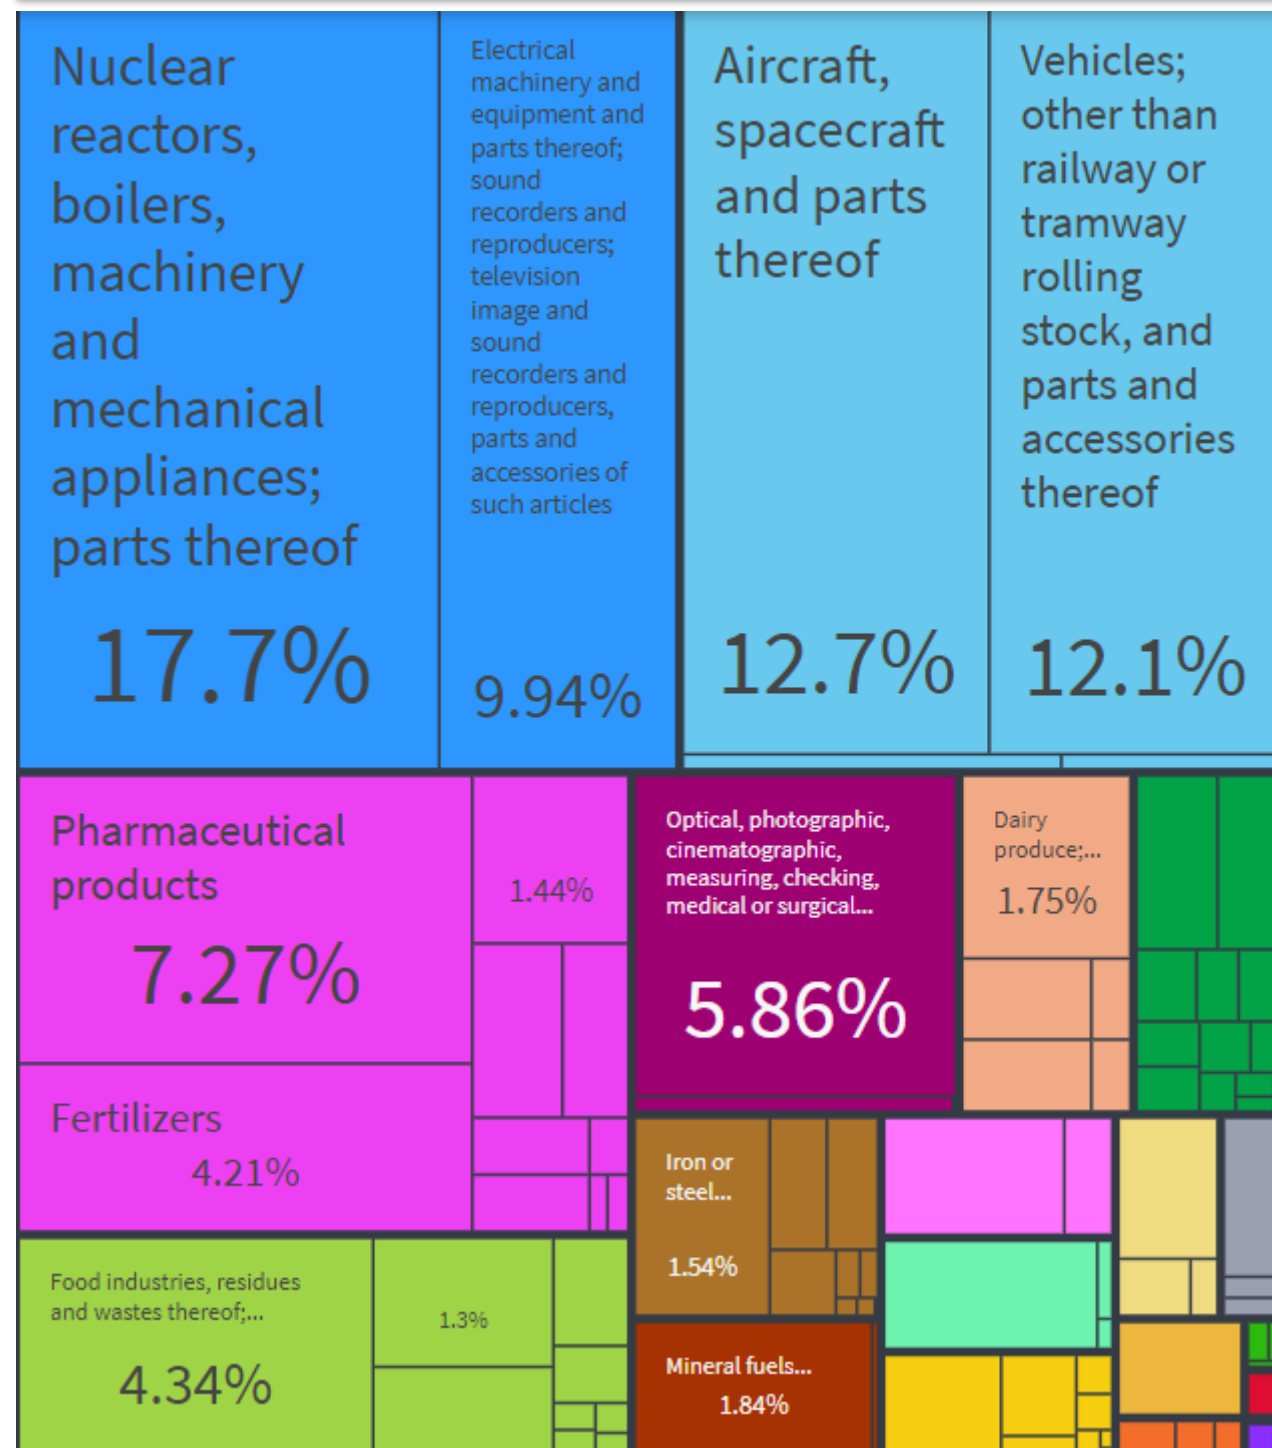 Nuclear
reactors,
boilers,
machinery
and
mechanical
appliances;
parts thereof
17.7%
Electrical
machinery and
equipment and
parts thereof;
sound
recorders and
reproducers;
television
image and
sound
recorders and
reproducers,
parts and
accessories of
such articles
9.94%
Aircraft,
spacecraft
and parts
thereof
12.7%
Vehicles;
other than
railway or
tramway
rolling
stock, and
parts and
accessories
thereof
12.1%
Pharmaceutical
products
7.27%
1.44%
Optical, photographic,
cinematographic,
measuring, checking,
medical or surgical...
5.86%
Dairy
produce;...
1.75%
Fertilizers
4.21%
Iron or
steel...
1.54%
Food industries, residues
and wastes thereof;...
4.34%
1.3%
Mineral fuels...
1.84%